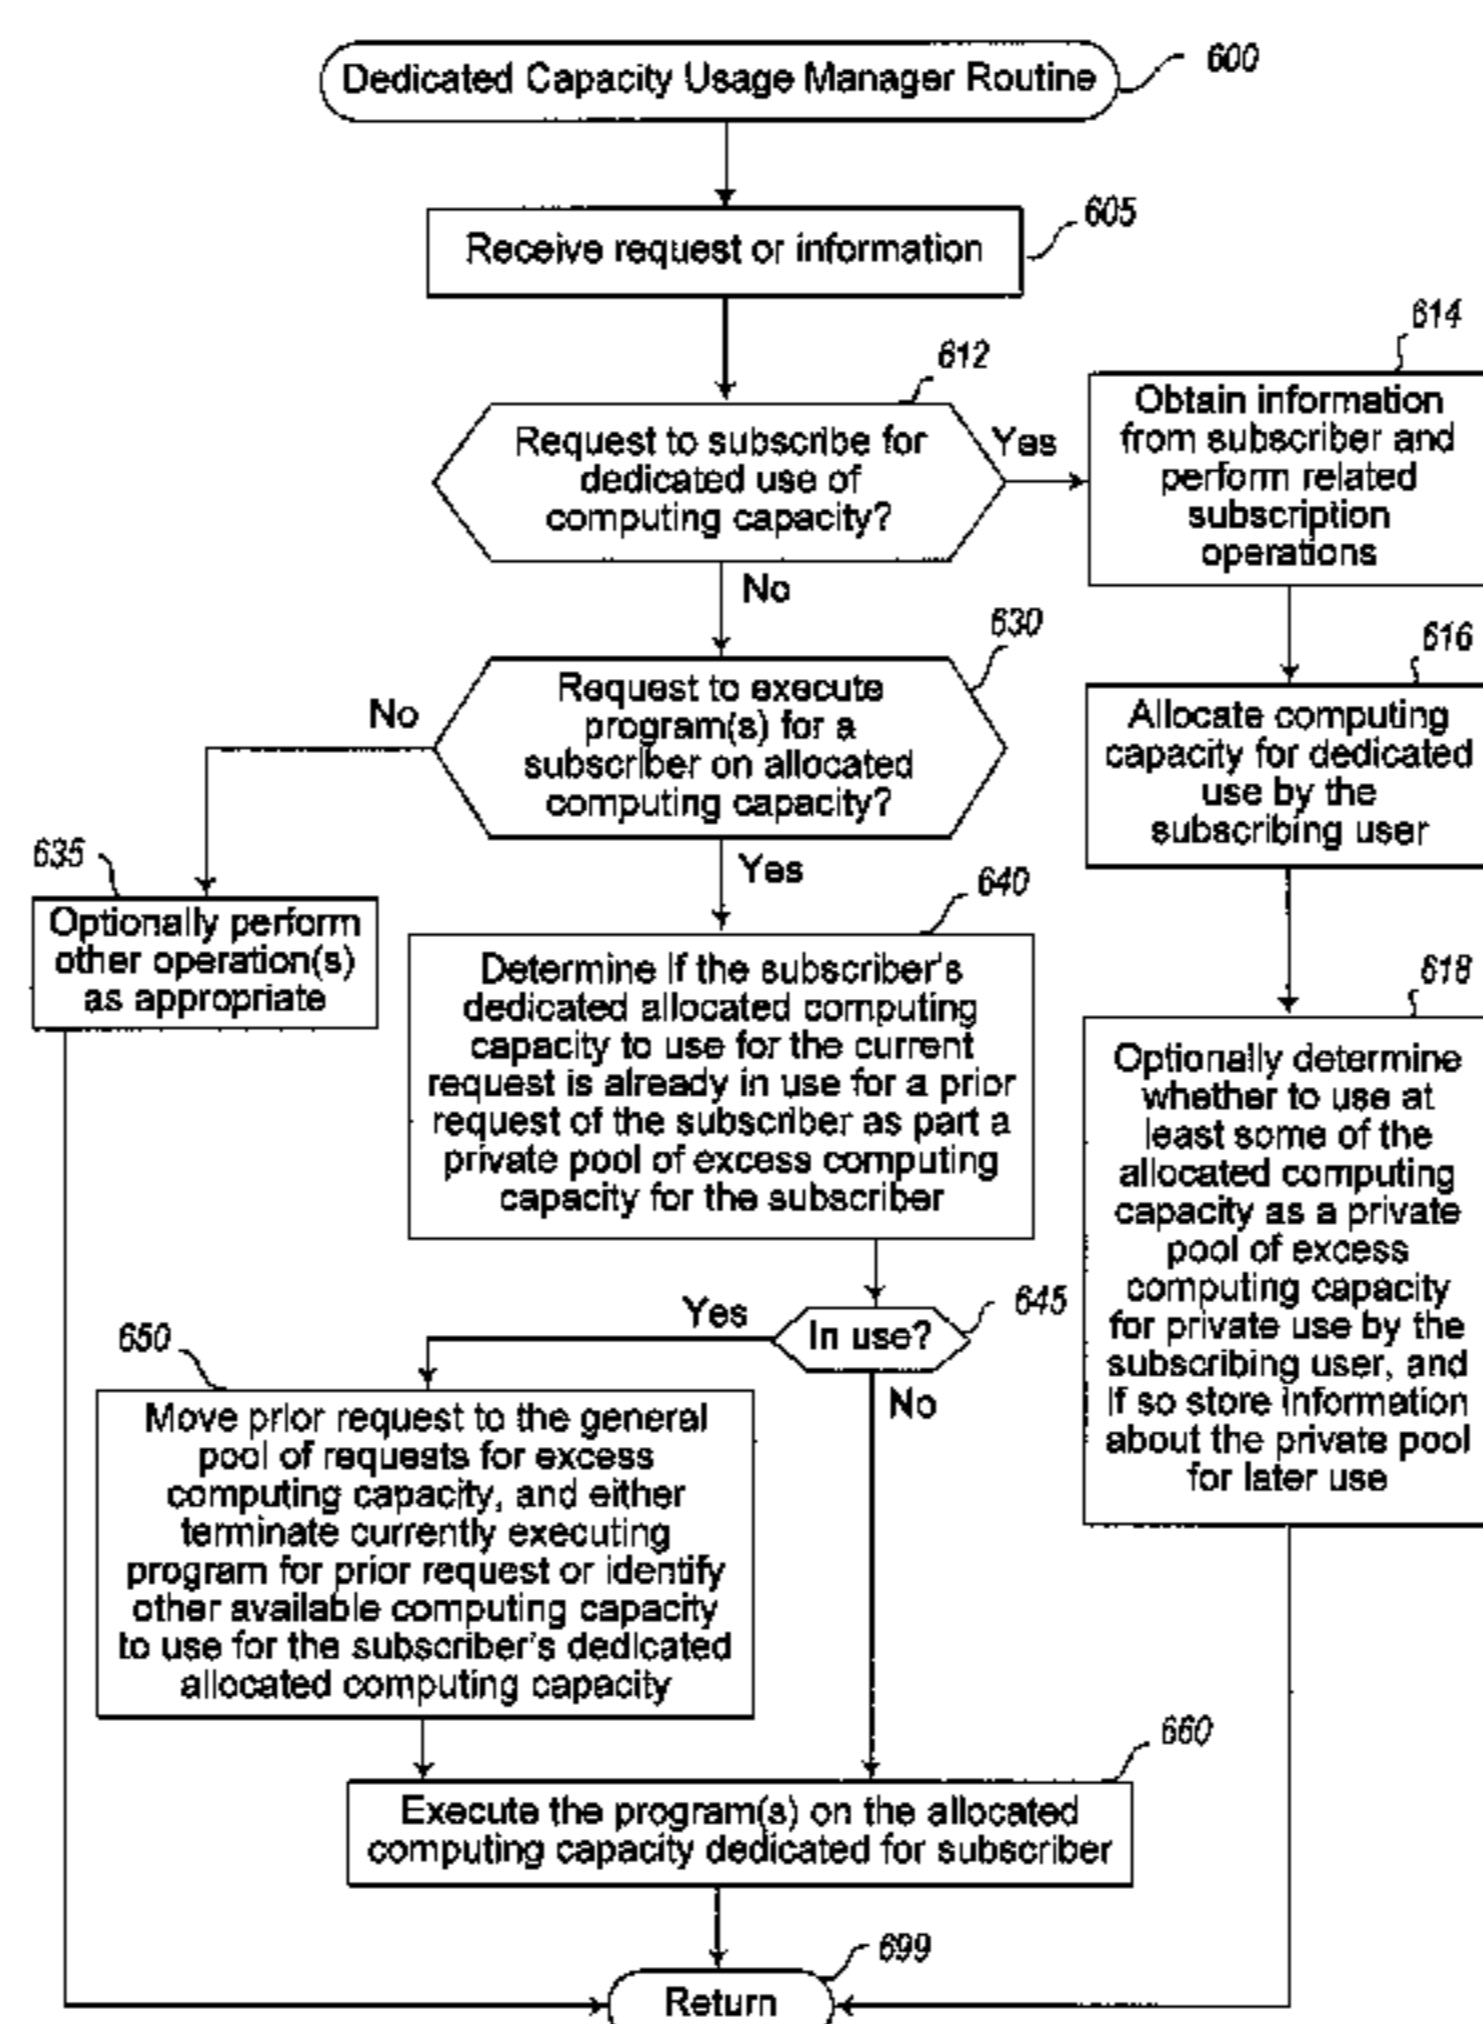 Dedicated Capacity Usage Manager Routine
600
Receive request or information
605
612
Request to subscribe for
dedicated use of
computing capacity?
Yes
614
Obtain information
from subscriber and
perform related
subscription
operations
No
616
Allocate computing
capacity for dedicated
use by the
subscribing user
630
Request to execute
program(s) for a
subscriber on allocated
computing capacity?
No
635
Optionally perform
other operation(s)
as appropriate
Yes
640
Determine if the subscriber's
dedicated allocated computing
capacity to use for the current
request is already in use for a prior
request of the subscriber as part a
private pool of excess computing
capacity for the subscriber
618
Optionally determine
whether to use at
least some of the
allocated computing
capacity as a private
pool of excess
computing capacity
for private use by the
subscribing user, and
if so store information
about the private pool
for later use
645
In use?
Yes
No
650
Move prior request to the general
pool of requests for excess
computing capacity, and either
terminate currently executing
program for prior request or identify
other available computing capacity
to use for the subscriber's dedicated
allocated computing capacity
660
Execute the program(s) on the allocated
computing capacity dedicated for subscriber
699
Return